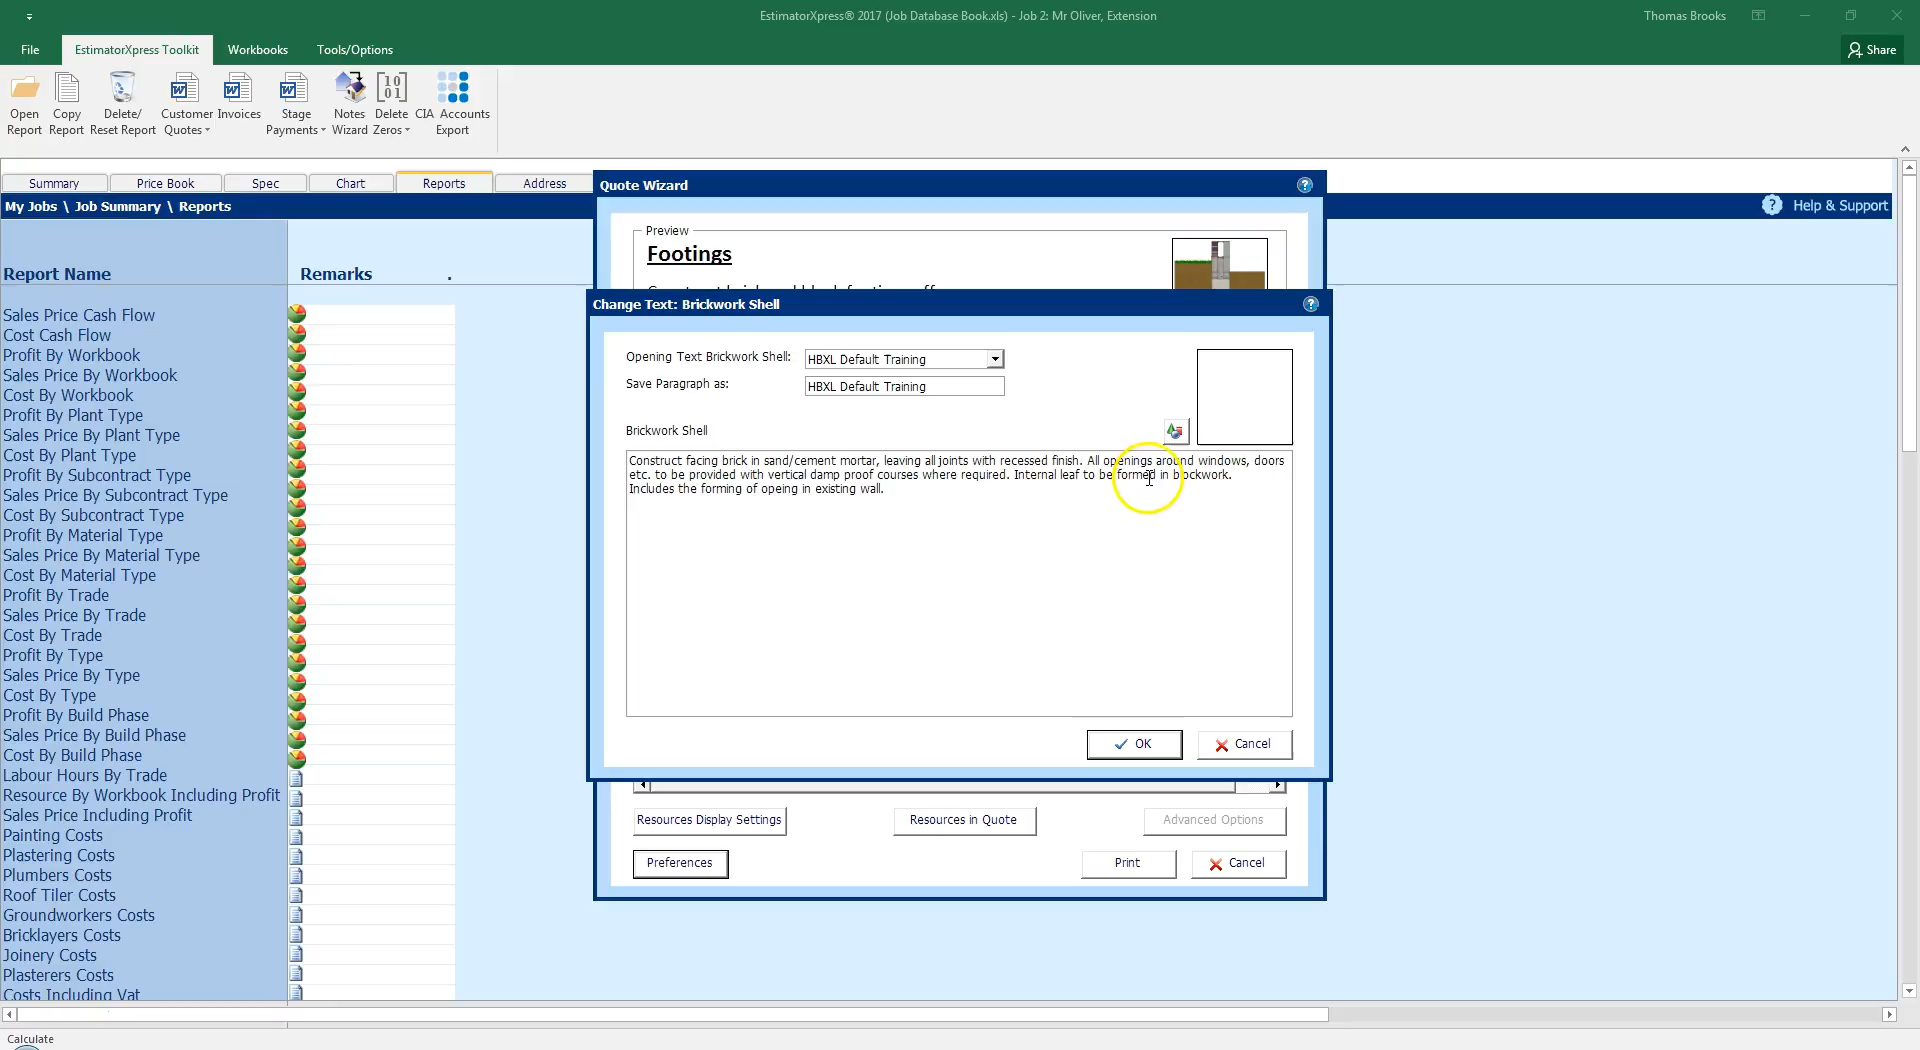 EstimatorXpress® 2017 (Job Database Book.xls) - Job 2: Mr Oliver, Extension
Thomas Brooks
File
EstimatorXpress Toolkit
Workbooks
Tools/Options
Share
Open Report
Copy Report
Delete/ Reset Report
Customer Quotes
Invoices
Stage Payments
Notes Wizard
Delete Zeros
CIA Accounts Export
Summary
Price Book
Spec
Chart
Reports
Address
My Jobs \ Job Summary \ Reports
Help & Support
Report Name
Remarks .
Sales Price Cash Flow
Cost Cash Flow
Profit By Workbook
Sales Price By Workbook
Cost By Workbook
Profit By Plant Type
Sales Price By Plant Type
Cost By Plant Type
Profit By Subcontract Type
Sales Price By Subcontract Type
Cost By Subcontract Type
Profit By Material Type
Sales Price By Material Type
Cost By Material Type
Profit By Trade
Sales Price By Trade
Cost By Trade
Profit By Type
Sales Price By Type
Cost By Type
Profit By Build Phase
Sales Price By Build Phase
Cost By Build Phase
Labour Hours By Trade
Resource By Workbook Including Profit
Sales Price Including Profit
Painting Costs
Plastering Costs
Plumbers Costs
Roof Tiler Costs
Groundworkers Costs
Bricklayers Costs
Joinery Costs
Plasterers Costs
Costs Including Vat
Quote Wizard
Preview
Footings
Change Text: Brickwork Shell
Opening Text Brickwork Shell:
HBXL Default Training
Save Paragraph as:
HBXL Default Training
Brickwork Shell
Construct facing brick in sand/cement mortar, leaving all joints with recessed finish. All openings around windows, doors
etc. to be provided with vertical damp proof courses where required. Internal leaf to be formed in blockwork.
Includes the forming of opeing in existing wall.
OK
Cancel
Resources Display Settings
Resources in Quote
Advanced Options
Preferences
Print
Cancel
Calculate